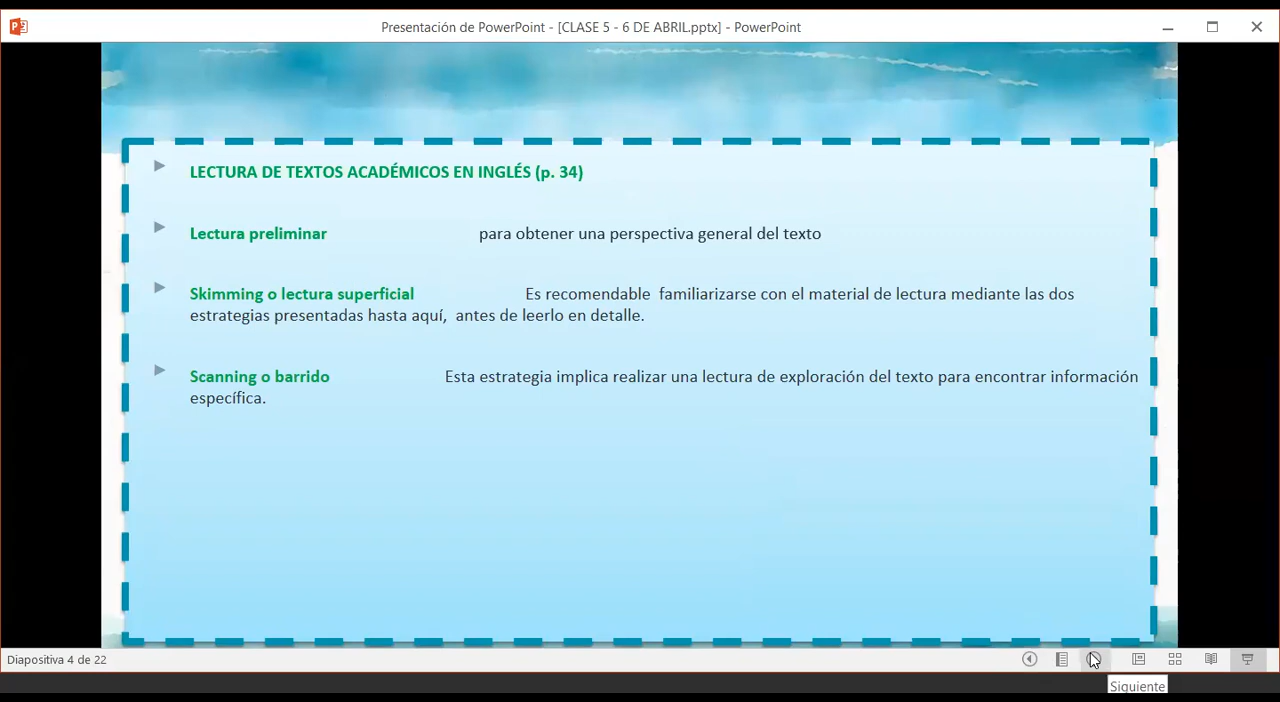 Presentación de PowerPoint - [CLASE 5 - 6 DE ABRIL.pptx] - PowerPoint
LECTURA DE TEXTOS ACADÉMICOS EN INGLÉS (p. 34)
Lectura preliminar para obtener una perspectiva general del texto
Skimming o lectura superficial Es recomendable familiarizarse con el material de lectura mediante las dos
estrategias presentadas hasta aquí, antes de leerlo en detalle.
Scanning o barrido Esta estrategia implica realizar una lectura de exploración del texto para encontrar información
específica.
Diapositiva 4 de 22
Siguiente